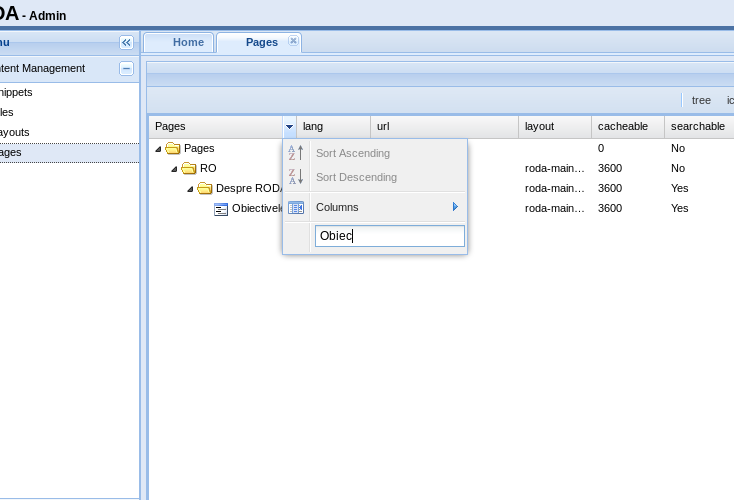 DA - Admin
nu
Home
Pages
ntent Management
nippets
les
ayouts
ages
tree
ic
Pages
lang
url
layout
cacheable
searchable
Pages
0
No
RO
roda-main...
3600
No
Despre RODA
roda-main...
3600
Yes
Obiectivele
roda-main...
3600
Yes
Sort Ascending
Sort Descending
Columns
Obiec